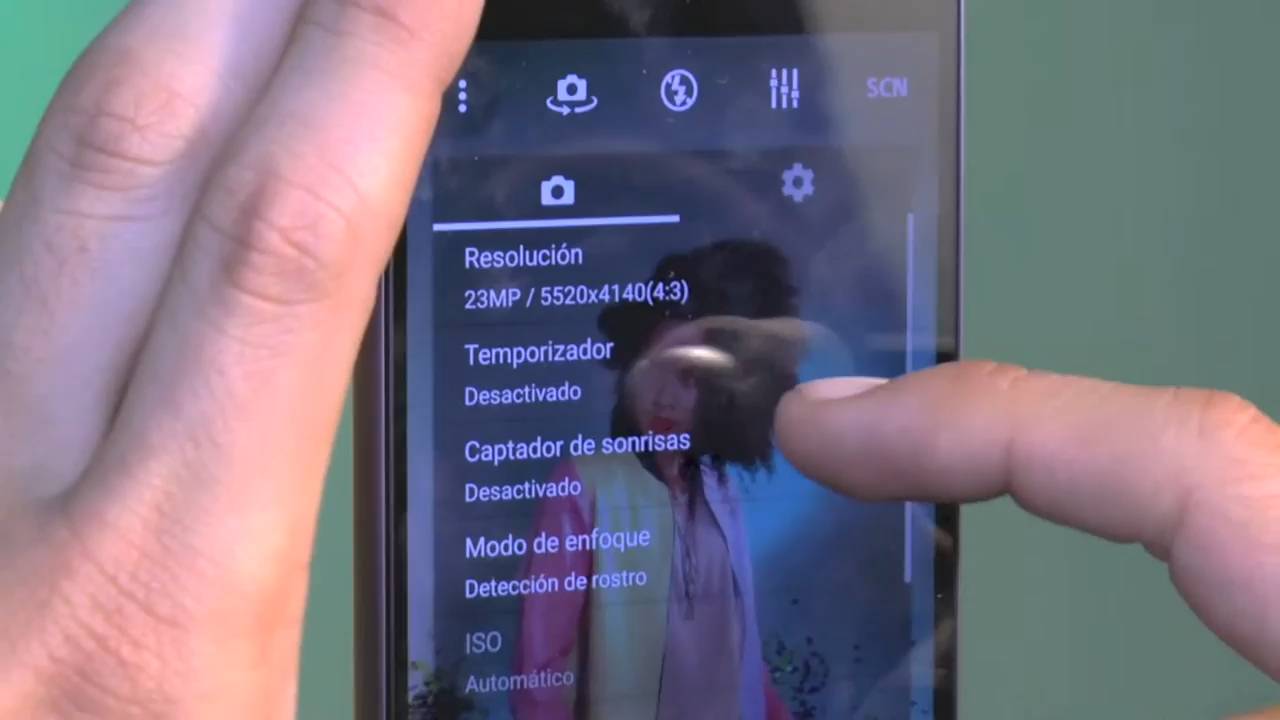 SCN
Resolución
23MP / 5520x4140(4:3)
Temporizador
Desactivado
Captador de sonrisas
Desactivado
Modo de enfoque
Detección de rostro
ISO
Automático